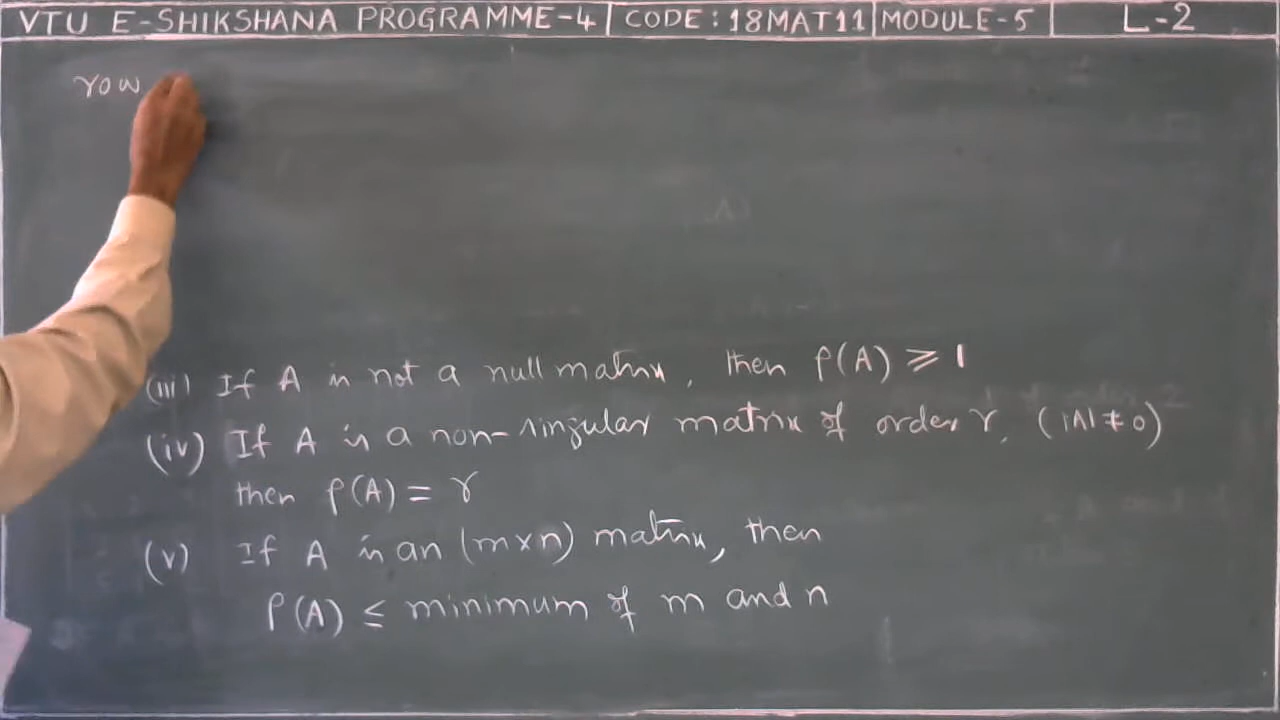 VTU E-SHIKSHANA PROGRAMME-4 CODE: 18MAT11 MODULE-5 L-2
row
(iii) If A is not a null matrix, then ρ(A) ≥ 1
(iv) If A is a non-singular matrix of order r, (|A| ≠ 0)
then ρ(A) = r
(v) If A is an (m×n) matrix, then
ρ(A) ≤ minimum of m and n